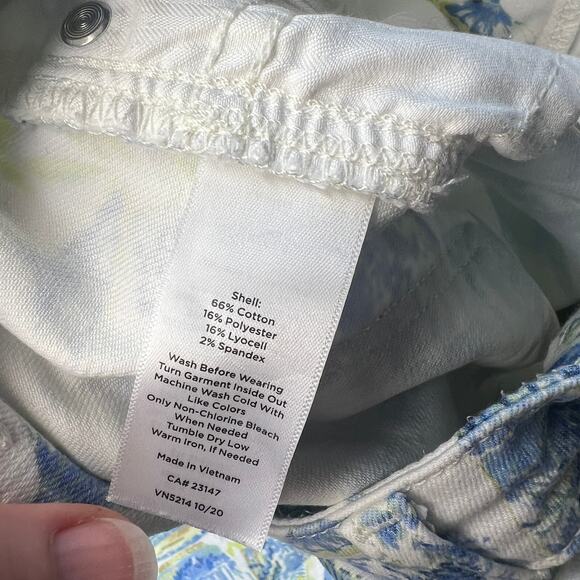 Shell:
66% Cotton
16% Polyester
16% Lyocell
2% Spandex
Wash Before Wearing
Turn Garment Inside Out
Machine Wash Cold With
Like Colors
Only Non-Chlorine Bleach
When Needed
Tumble Dry Low
Warm Iron, If Needed
Made in Vietnam
CA# 23147
VN5214 10/20